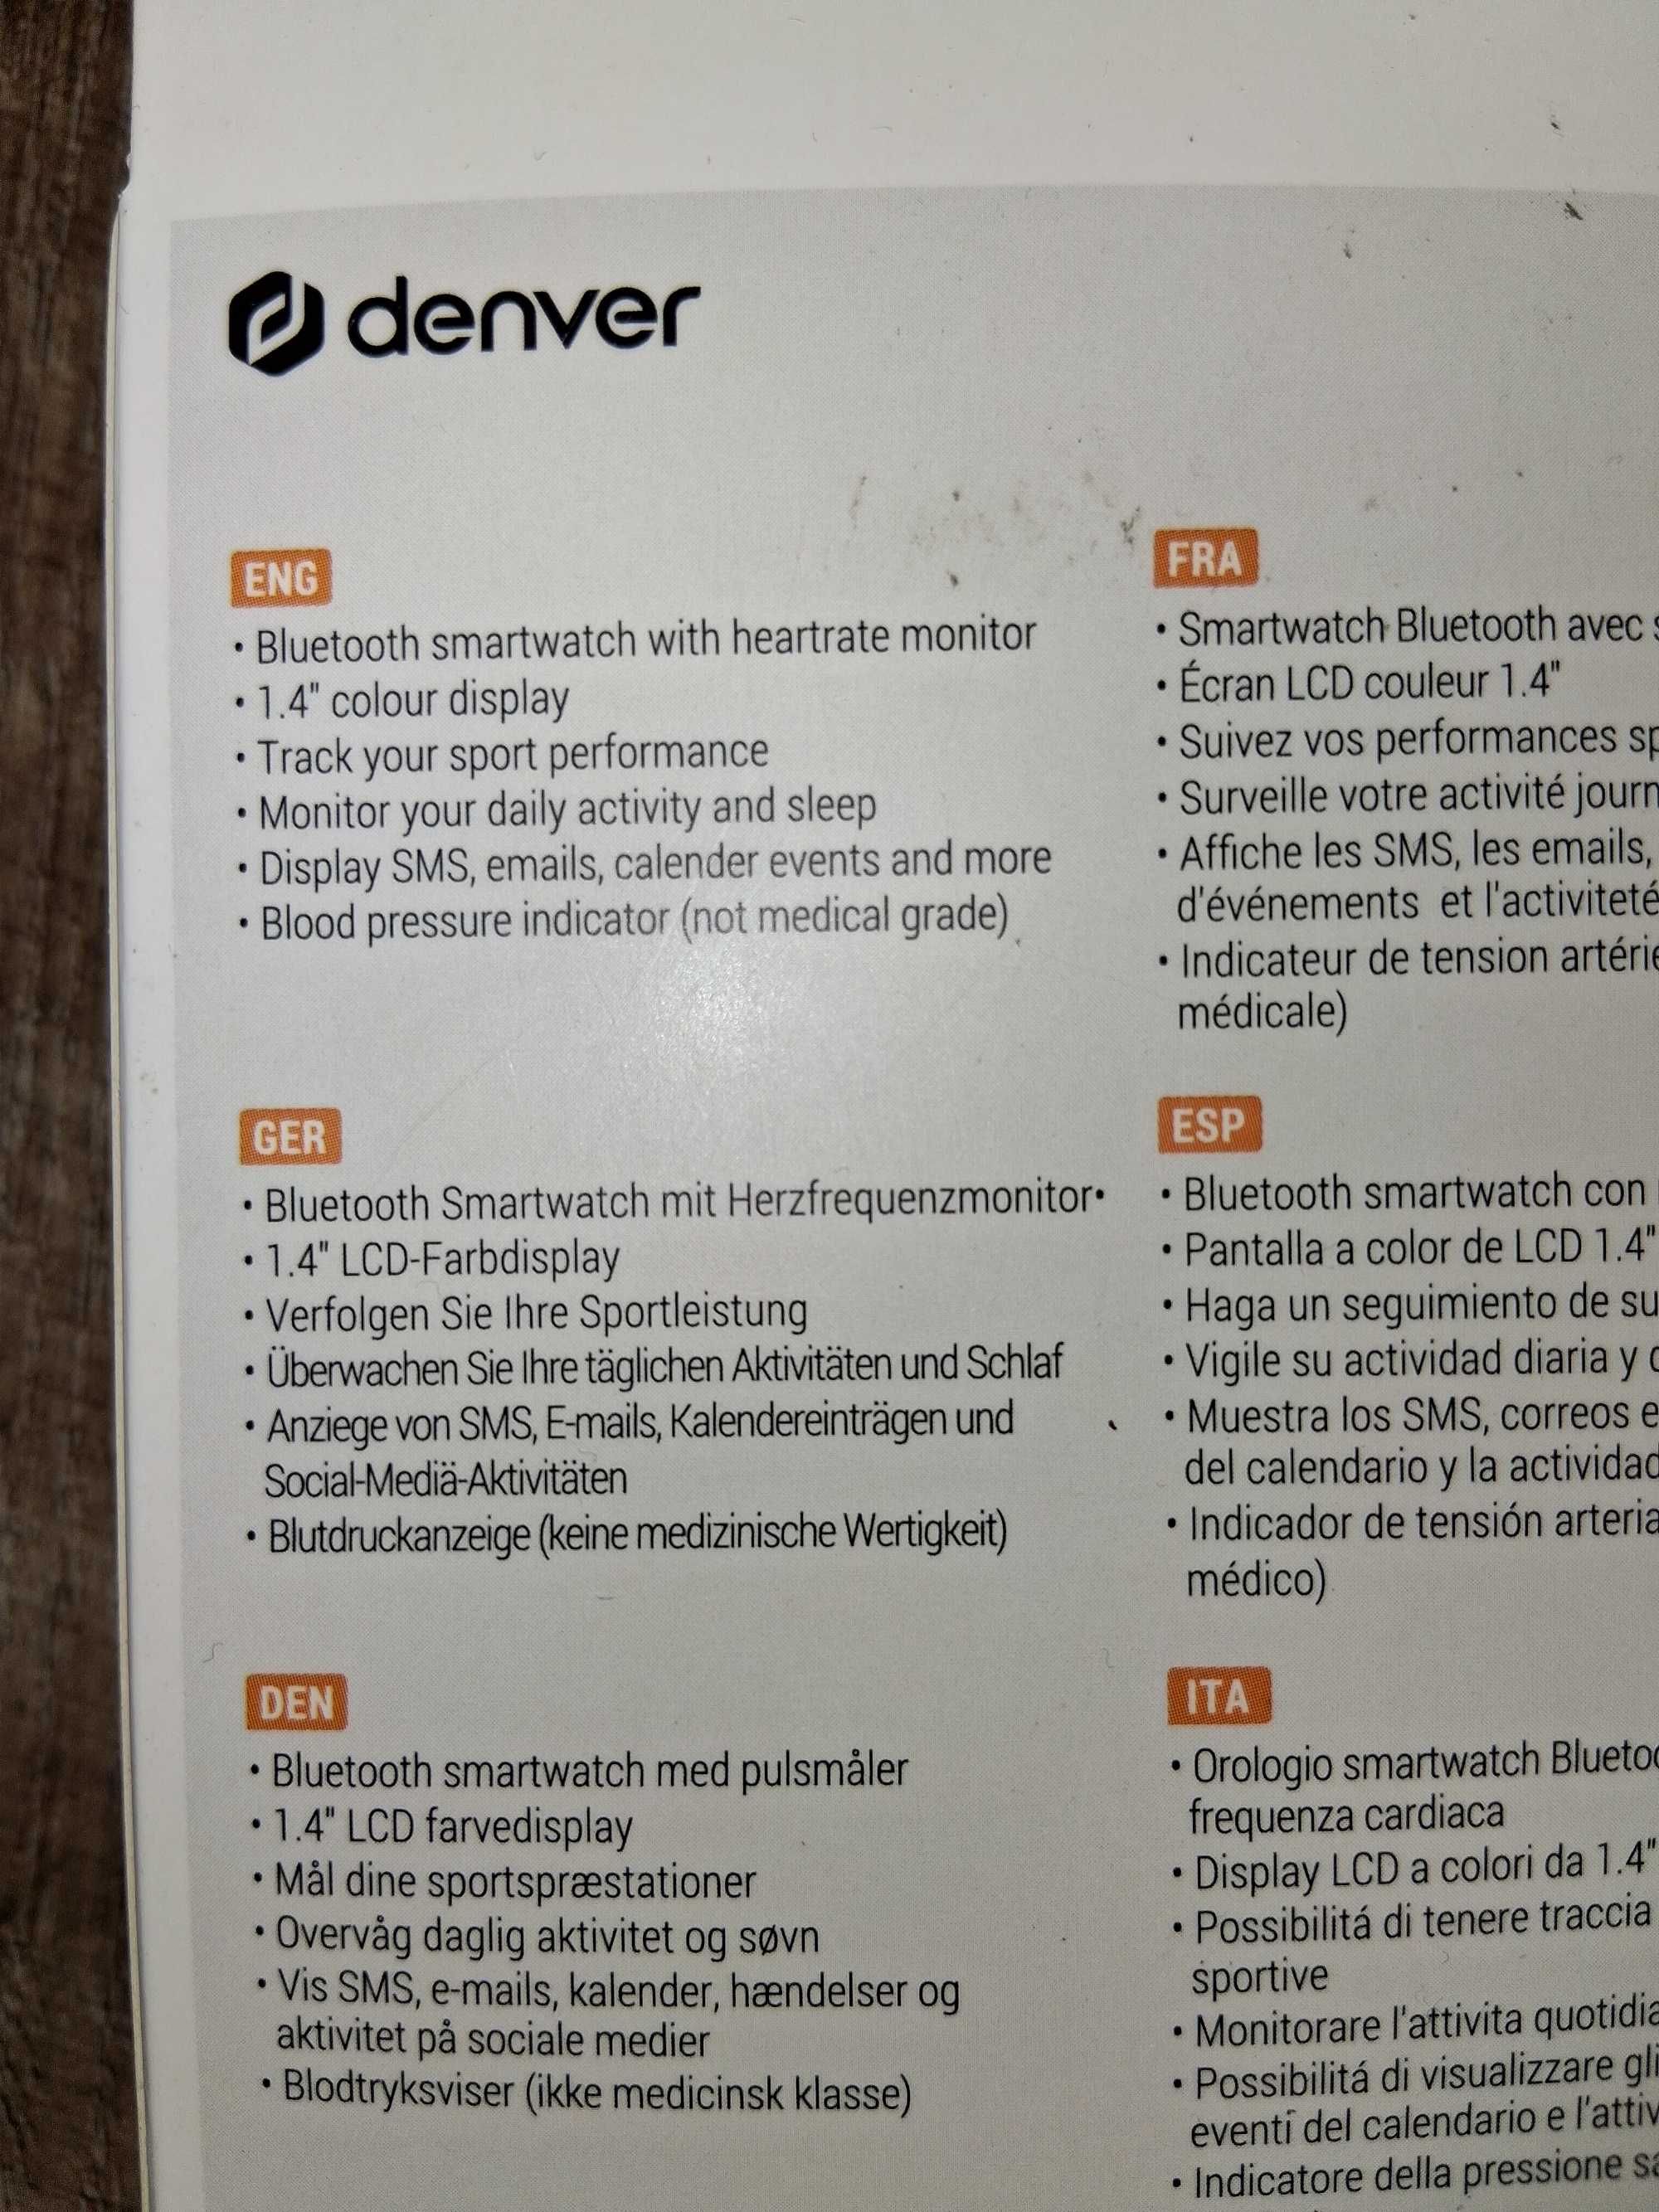 denver
ENG
• Bluetooth smartwatch with heartrate monitor
• 1.4" colour display
• Track your sport performance
• Monitor your daily activity and sleep
• Display SMS, emails, calender events and more
• Blood pressure indicator (not medical grade)
GER
• Bluetooth Smartwatch mit Herzfrequenzmonitor•
• 1.4" LCD-Farbdisplay
• Verfolgen Sie Ihre Sportleistung
• Überwachen Sie Ihre täglichen Aktivitäten und Schlaf
• Anziege von SMS, E-mails, Kalendereinträgen und
Social-Mediä-Aktivitäten
• Blutdruckanzeige (keine medizinische Wertigkeit)
DEN
• Bluetooth smartwatch med pulsmåler
• 1.4" LCD farvedisplay
• Mål dine sportspræstationer
• Overvåg daglig aktivitet og søvn
• Vis SMS, e-mails, kalender, hændelser og
aktivitet på sociale medier
• Blodtryksviser (ikke medicinsk klasse)
FRA
• Smartwatch Bluetooth avec
• Écran LCD couleur 1.4"
• Suivez vos performances
• Surveille votre activité
• Affiche les SMS, les emails,
d'événements et l'activiteté
• Indicateur de tension
médicale)
ESP
• Bluetooth smartwatch con
• Pantalla a color de LCD 1.4"
• Haga un seguimiento de su
• Vigile su actividad diaria y
• Muestra los SMS, correos
del calendario y la actividad
• Indicador de tensión
médico)
ITA
• Orologio smartwatch
frequenza cardiaca
• Display LCD a colori da 1.4"
• Possibilitá di tenere traccia
sportive
• Monitorare l'attivita
• Possibilitá di visualizzare gli
eventi del calendario e
• Indicatore della pressione